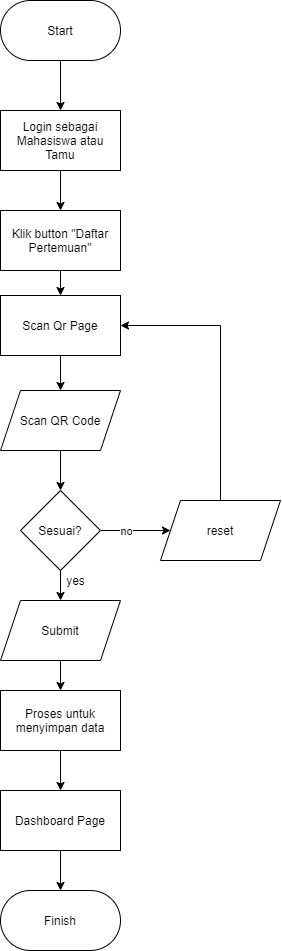 Start
Login sebagai
Mahasiswa atau
Tamu
Klik button "Daftar
Pertemuan"
Scan Qr Page
Scan QR Code
Sesuai?
no
reset
yes
Submit
Proses untuk
menyimpan data
Dashboard Page
Finish